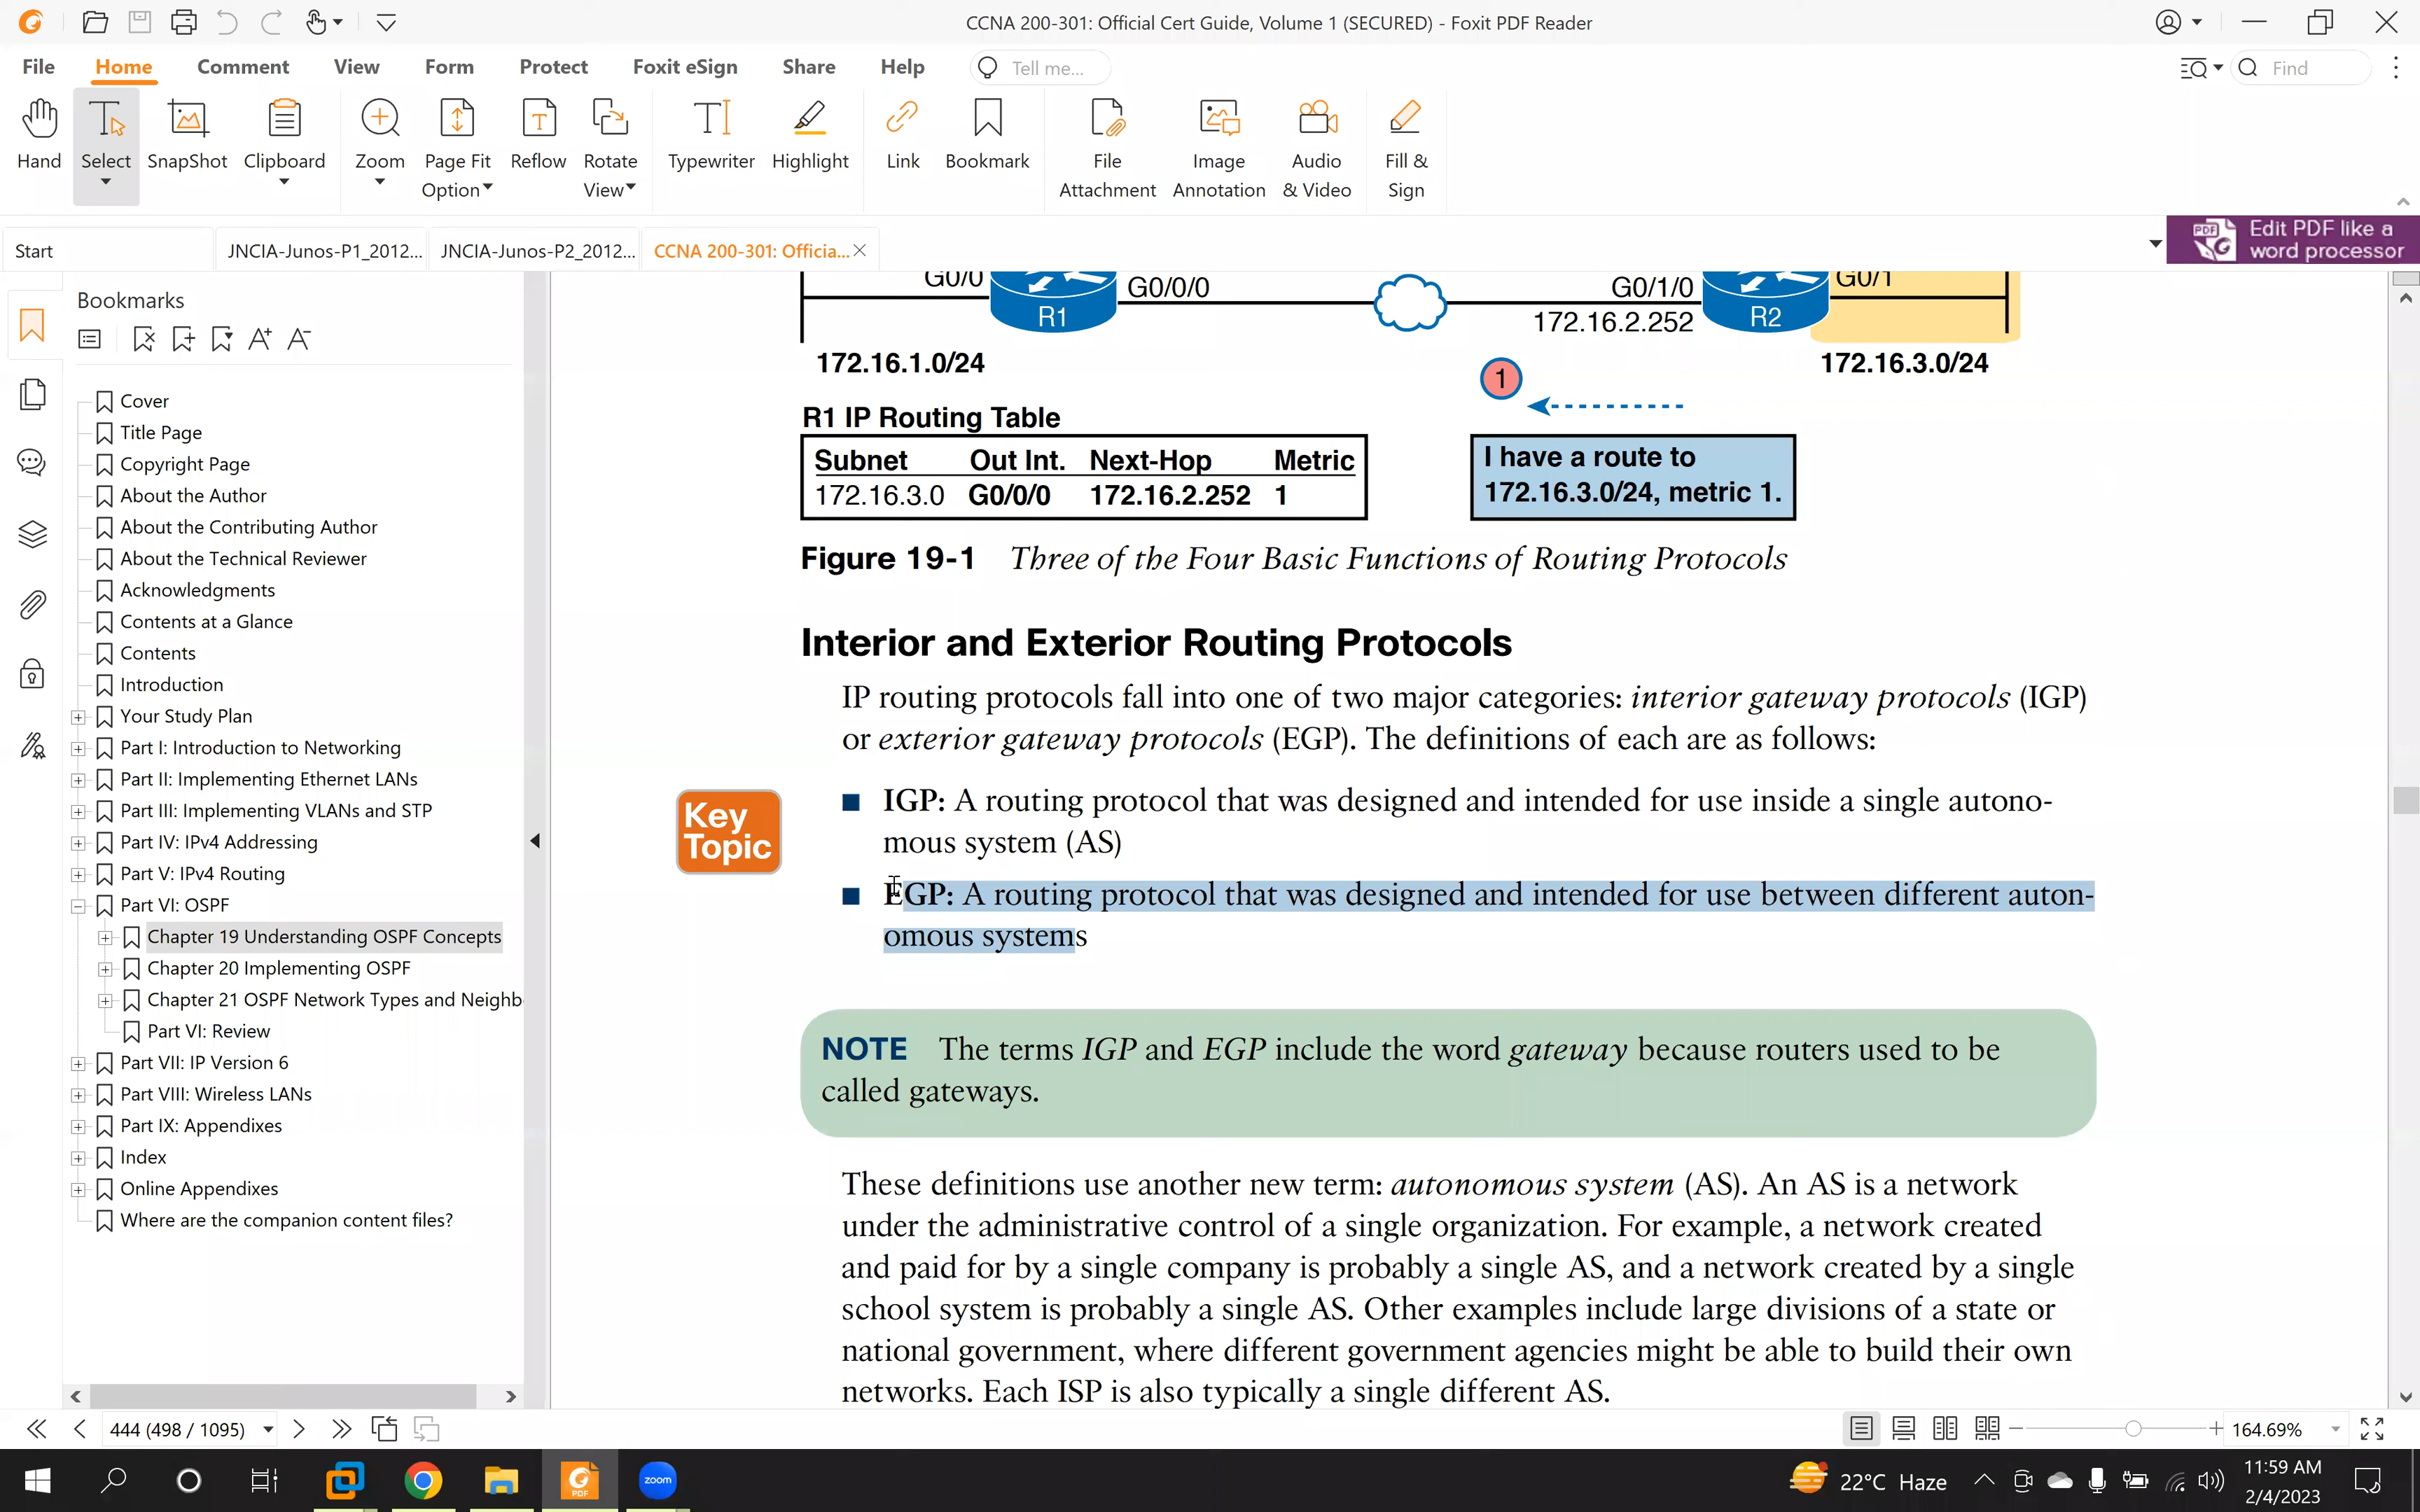 CCNA 200-301: Official Cert Guide, Volume 1 (SECURED) - Foxit PDF Reader
File Home Comment View Form Protect Foxit eSign Share Help Tell me... Find
Hand Select SnapShot Clipboard Zoom Page Fit Option Reflow Rotate View Typewriter Highlight Link Bookmark File Attachment Image Annotation Audio & Video Fill & Sign
Start JNCIA-Junos-P1_2012... JNCIA-Junos-P2_2012... CCNA 200-301: Officia...
Edit PDF like a
word processor
Bookmarks
Cover
Title Page
Copyright Page
About the Author
About the Contributing Author
About the Technical Reviewer
Acknowledgments
Contents at a Glance
Contents
Introduction
Your Study Plan
Part I: Introduction to Networking
Part II: Implementing Ethernet LANs
Part III: Implementing VLANs and STP
Part IV: IPv4 Addressing
Part V: IPv4 Routing
Part VI: OSPF
Chapter 19 Understanding OSPF Concepts
Chapter 20 Implementing OSPF
Chapter 21 OSPF Network Types and Neighb
Part VI: Review
Part VII: IP Version 6
Part VIII: Wireless LANs
Part IX: Appendixes
Index
Online Appendixes
Where are the companion content files?
G0/0 R1 G0/0/0 G0/1/0 R2 G0/1
172.16.2.252
172.16.1.0/24 1 172.16.3.0/24
R1 IP Routing Table
Subnet Out Int. Next-Hop Metric
172.16.3.0 G0/0/0 172.16.2.252 1
I have a route to
172.16.3.0/24, metric 1.
Figure 19-1 Three of the Four Basic Functions of Routing Protocols
Interior and Exterior Routing Protocols
IP routing protocols fall into one of two major categories: interior gateway protocols (IGP)
or exterior gateway protocols (EGP). The definitions of each are as follows:
Key
Topic
IGP: A routing protocol that was designed and intended for use inside a single autono-
mous system (AS)
EGP: A routing protocol that was designed and intended for use between different auton-
omous systems
NOTE The terms IGP and EGP include the word gateway because routers used to be
called gateways.
These definitions use another new term: autonomous system (AS). An AS is a network
under the administrative control of a single organization. For example, a network created
and paid for by a single company is probably a single AS, and a network created by a single
school system is probably a single AS. Other examples include large divisions of a state or
national government, where different government agencies might be able to build their own
networks. Each ISP is also typically a single different AS.
444 (498 / 1095) 164.69%
PDF zoom 22°C Haze 11:59 AM
2/4/2023